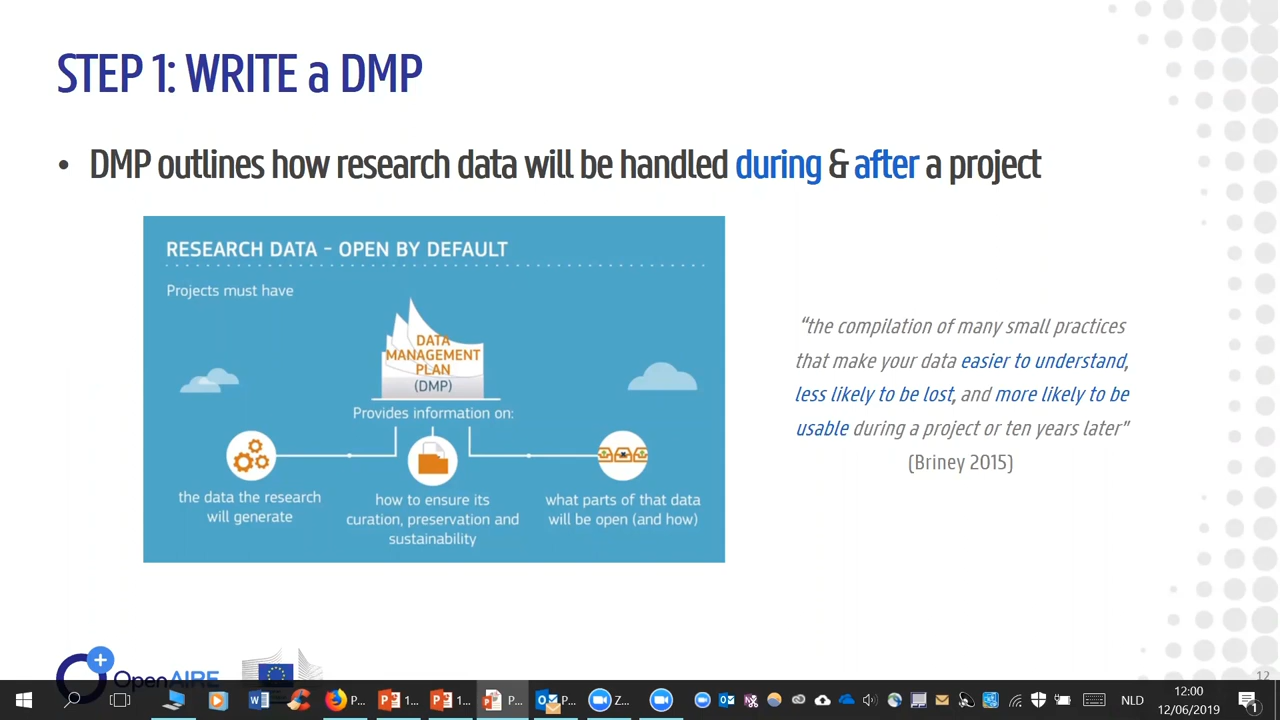 STEP 1: WRITE a DMP
• DMP outlines how research data will be handled during & after a project
RESEARCH DATA - OPEN BY DEFAULT
Projects must have
DATA
MANAGEMENT
PLAN
(DMP)
Provides information on:
the data the research
will generate
how to ensure its
curation, preservation and
sustainability
what parts of that data
will be open (and how)
“the compilation of many small practices
that make your data easier to understand,
less likely to be lost, and more likely to be
usable during a project or ten years later”
(Briney 2015)
OpenAIRE
12
P...
1...
1...
P...
P...
Z...
NLD
12:00
12/06/2019
1